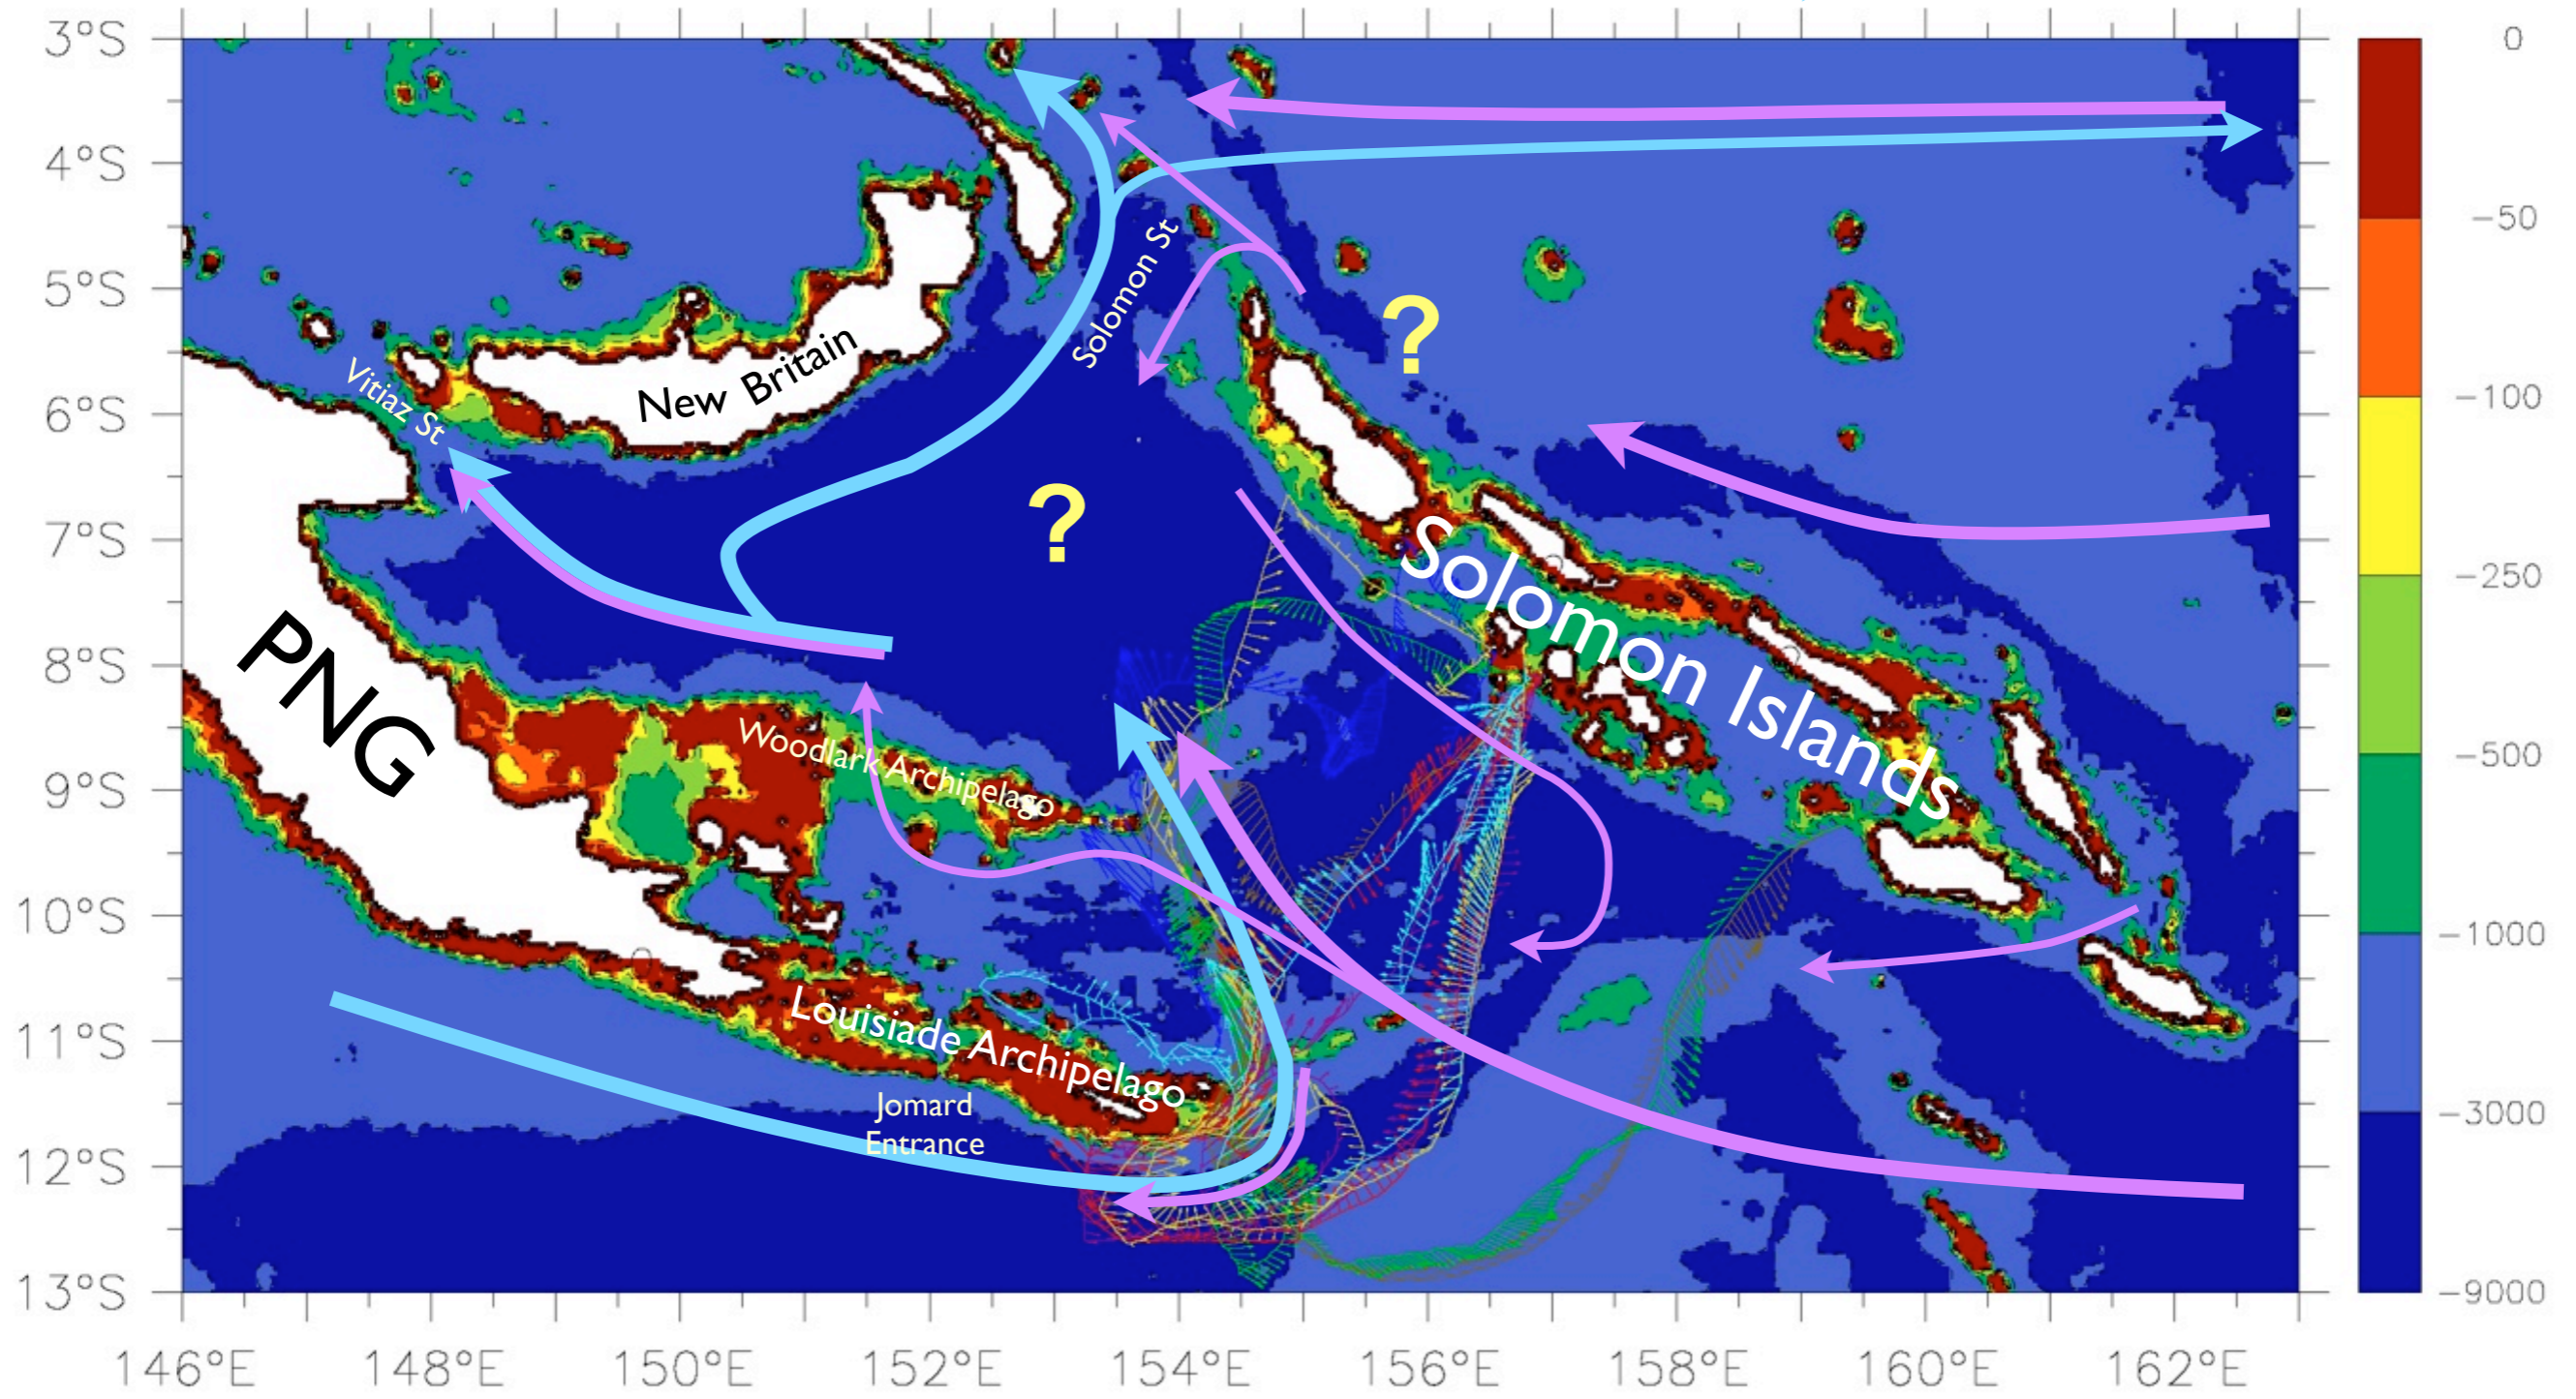 3°S
4°S
5°S
6°S
7°S
8°S
9°S
10°S
11°S
12°S
13°S
146°E
148°E
150°E
152°E
154°E
156°E
158°E
160°E
162°E
0
−50
−100
−250
−500
−1000
−3000
−9000
Solomon St
New Britain
Vitiaz St
?
?
Solomon Islands
PNG
Woodlark Archipelago
Louisiade Archipelago
Jomard
Entrance